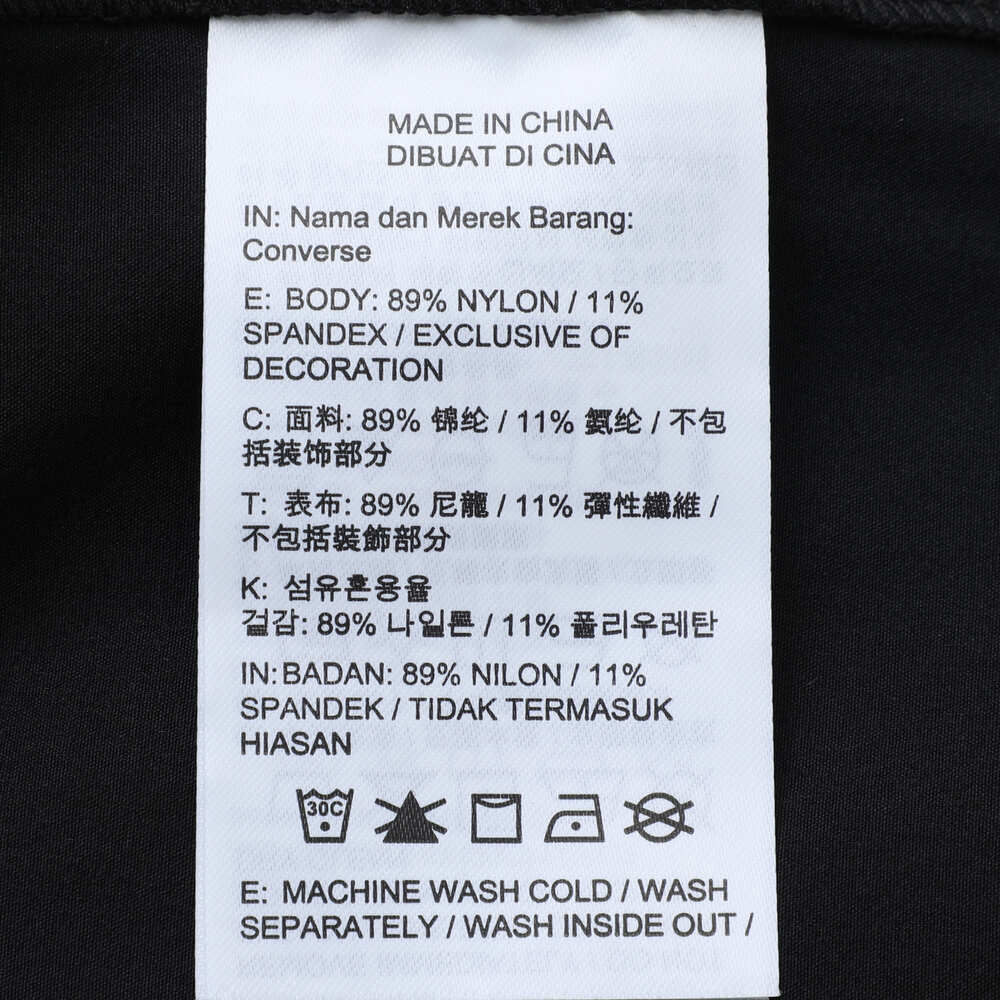 MADE IN CHINA
DIBUAT DI CINA
IN: Nama dan Merek Barang:
Converse
E: BODY: 89% NYLON / 11%
SPANDEX / EXCLUSIVE OF
DECORATION
C: 面料: 89% 锦纶 / 11% 氨纶 / 不包
括装饰部分
T: 表布: 89% 尼龍 / 11% 彈性纖維 /
不包括裝飾部分
K: 섬유혼용율
겉감: 89% 나일론 / 11% 폴리우레탄
IN:BADAN: 89% NILON / 11%
SPANDEK / TIDAK TERMASUK
HIASAN
30C
E: MACHINE WASH COLD / WASH
SEPARATELY / WASH INSIDE OUT /